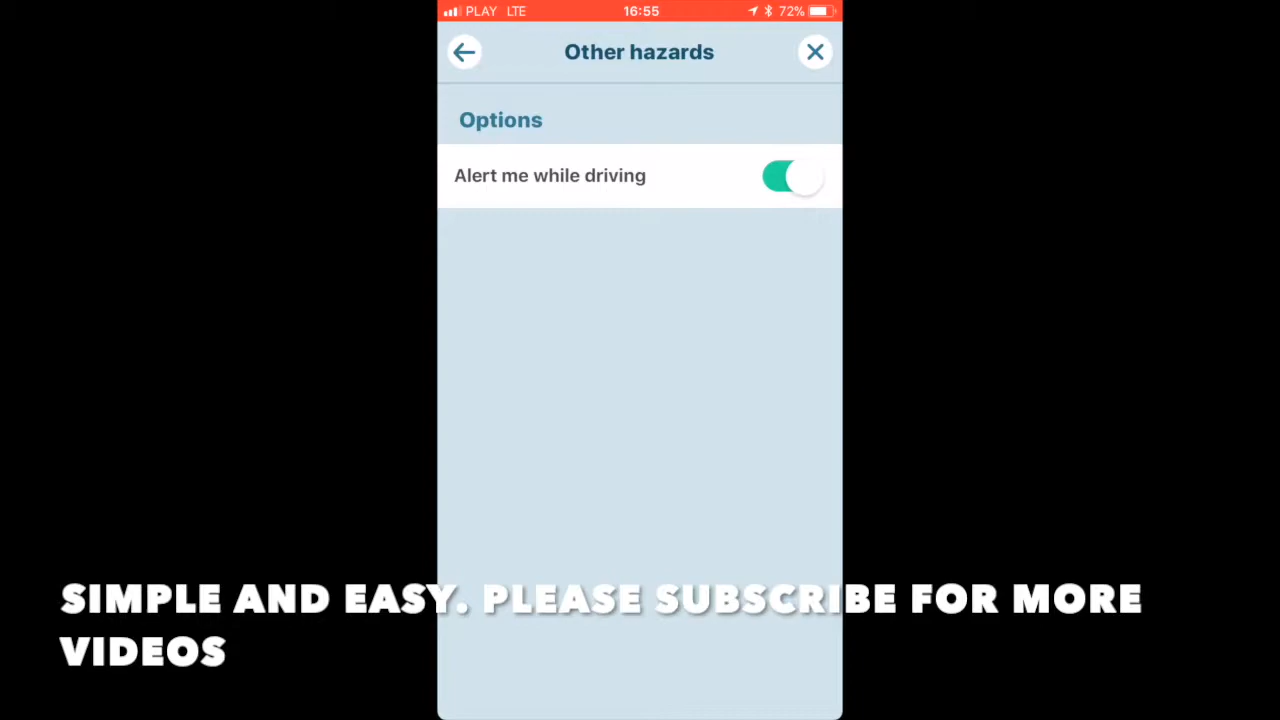 PLAY LTE 16:55 72%
Other hazards
Options
Alert me while driving
SIMPLE AND EASY. PLEASE SUBSCRIBE FOR MORE
VIDEOS